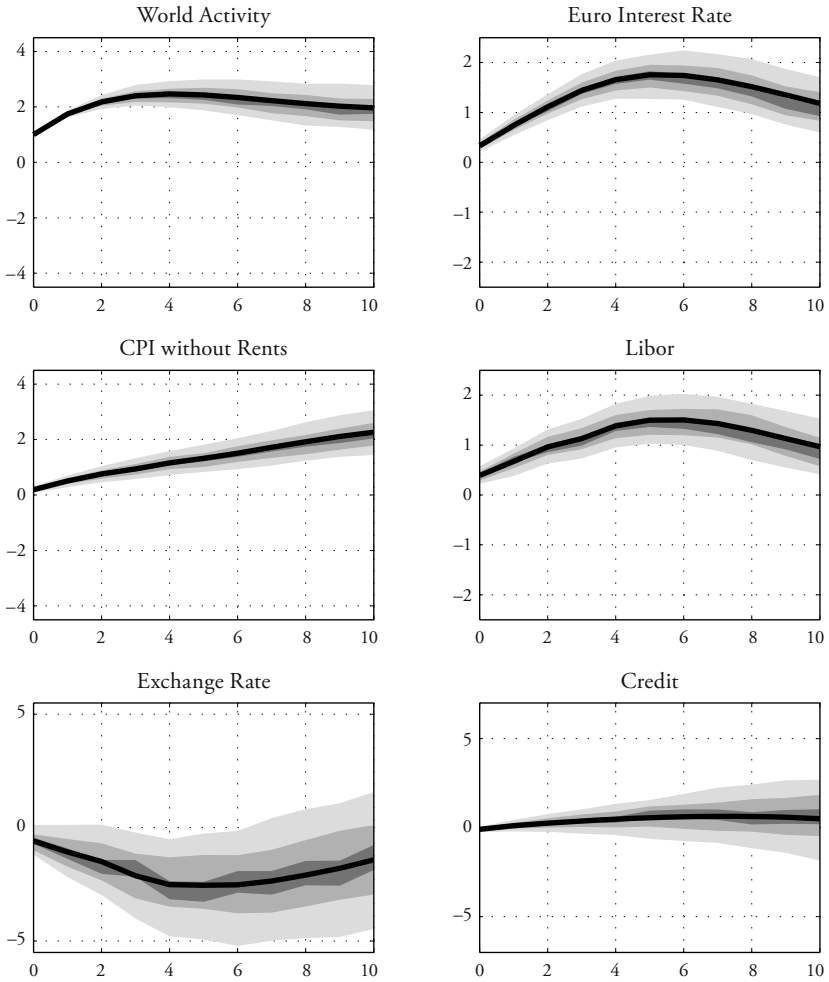 World Activity
4
2
0
−2
−4
0 2 4 6 8 10
Euro Interest Rate
2
1
0
−1
−2
0 2 4 6 8 10
CPI without Rents
4
2
0
−2
−4
0 2 4 6 8 10
Libor
2
1
0
−1
−2
0 2 4 6 8 10
Exchange Rate
5
0
−5
0 2 4 6 8 10
Credit
5
0
−5
0 2 4 6 8 10